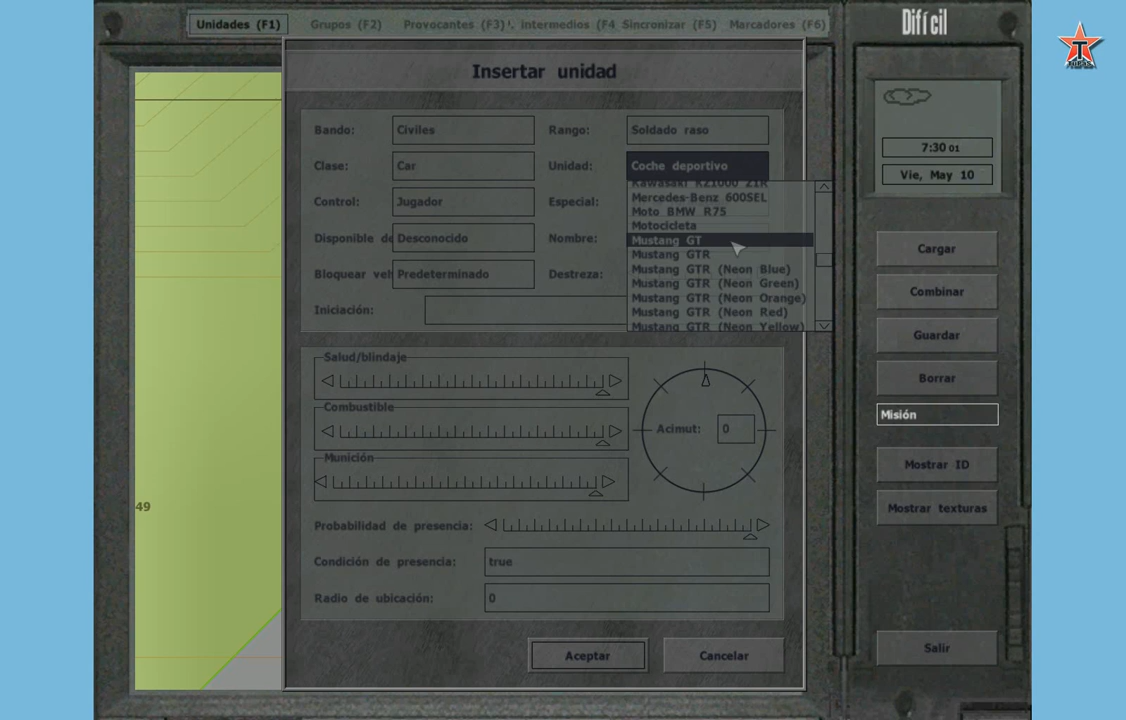 Unidades (F1) Grupos (F2) Provocantes (F3) intermedios (F4 Sincronizar (F5) Marcadores (F6)
Difícil
Insertar unidad
Bando: Civiles Rango: Soldado raso
Clase: Car Unidad: Coche deportivo
Kawasaki KZ1000 Z1R
Mercedes-Benz 600SEL
Control: Jugador Especial:
Moto BMW R75
Motocicleta
Disponible de Desconocido Nombre:
Mustang GT
Mustang GTR
Mustang GTR (Neon Blue)
Bloquear veh Predeterminado Destreza:
Mustang GTR (Neon Green)
Mustang GTR (Neon Orange)
Iniciación:
Mustang GTR (Neon Red)
Mustang GTR (Neon Yellow)
Salud/blindaje
Combustible
Acimut: 0
Munición
Probabilidad de presencia:
Condición de presencia: true
Radio de ubicación: 0
Aceptar Cancelar
49
7:30 01
Vie, May 10
Cargar
Combinar
Guardar
Borrar
Misión
Mostrar ID
Mostrar texturas
Salir
T